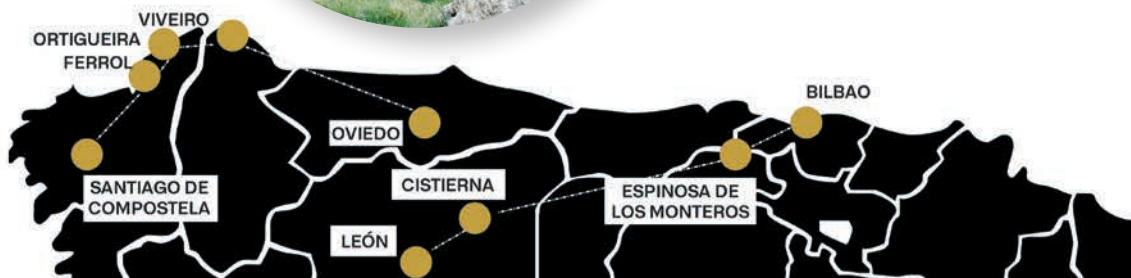 VIVEIRO
ORTIGUEIRA
FERROL
BILBAO
OVIEDO
SANTIAGO DE
COMPOSTELA
CISTIERNA
ESPINOSA DE
LOS MONTEROS
LEÓN